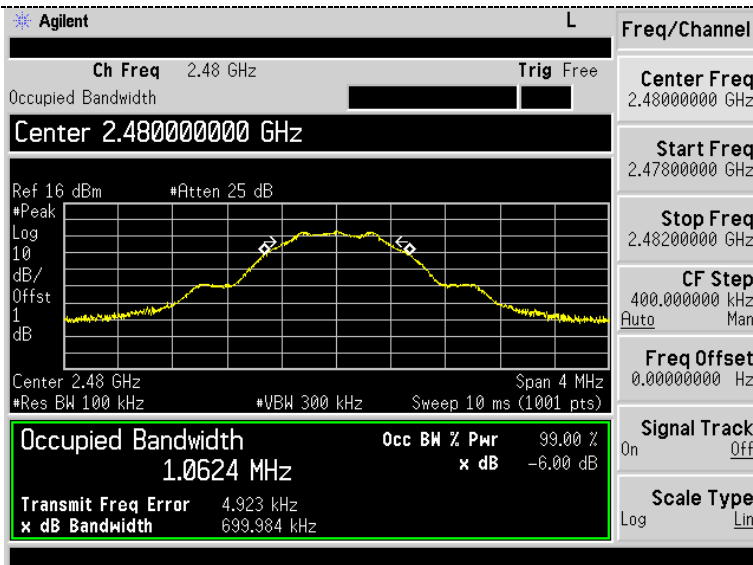 Agilent L
Freq/Channel
Ch Freq 2.48 GHz Trig Free
Occupied Bandwidth
Center 2.480000000 GHz
Ref 16 dBm #Atten 25 dB
#Peak
Log
10
dB/
Offst
1
dB
Center 2.48 GHz Span 4 MHz
#Res BW 100 kHz #VBW 300 kHz Sweep 10 ms (1001 pts)
Occupied Bandwidth Occ BW % Pwr 99.00 %
1.0624 MHz x dB -6.00 dB
Transmit Freq Error 4.923 kHz
x dB Bandwidth 699.984 kHz
Center Freq
2.48000000 GHz
Start Freq
2.47800000 GHz
Stop Freq
2.48200000 GHz
CF Step
400.000000 kHz
Auto Man
Freq Offset
0.00000000 Hz
Signal Track
On Off
Scale Type
Log Lin